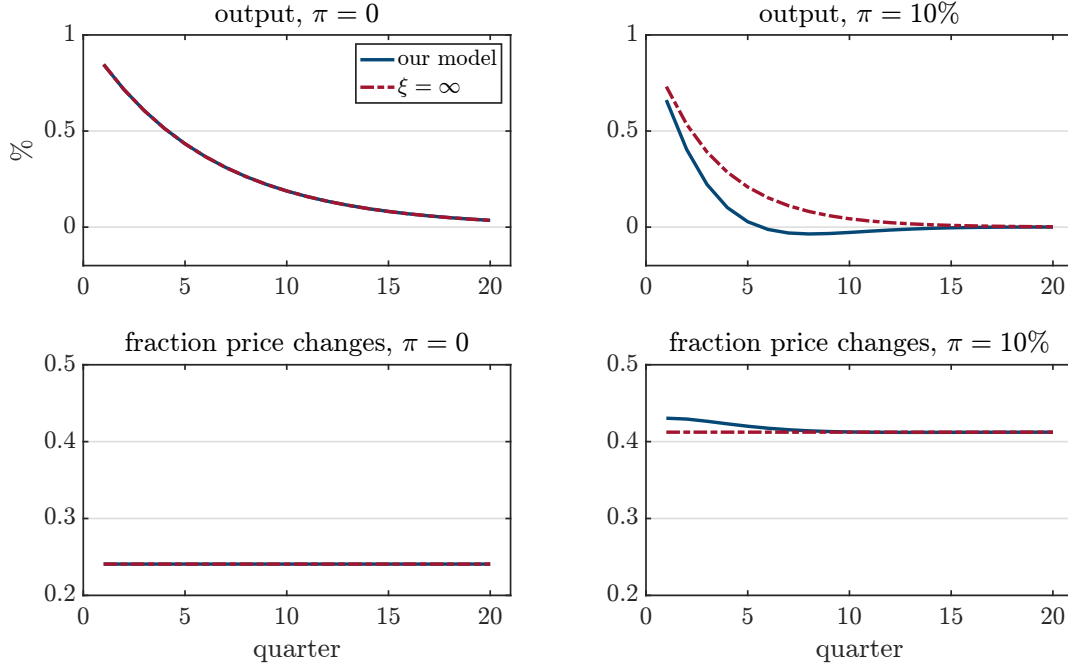 output, π = 0
1
0.5
0
%
0 5 10 15 20
our model
ξ = ∞
output, π = 10%
1
0.5
0
0 5 10 15 20
fraction price changes, π = 0
0.5
0.4
0.3
0.2
0 5 10 15 20
quarter
fraction price changes, π = 10%
0.5
0.4
0.3
0.2
0 5 10 15 20
quarter